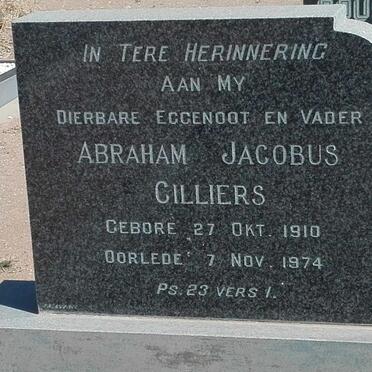 IN TERE HERINNERING
AAN MY
DIERBARE EGGENOOT EN VADER
ABRAHAM JACOBUS
CILLIERS
GEBORE 27 OKT. 1910
OORLEDE 7 NOV. 1974
PS. 23 VERS 1.